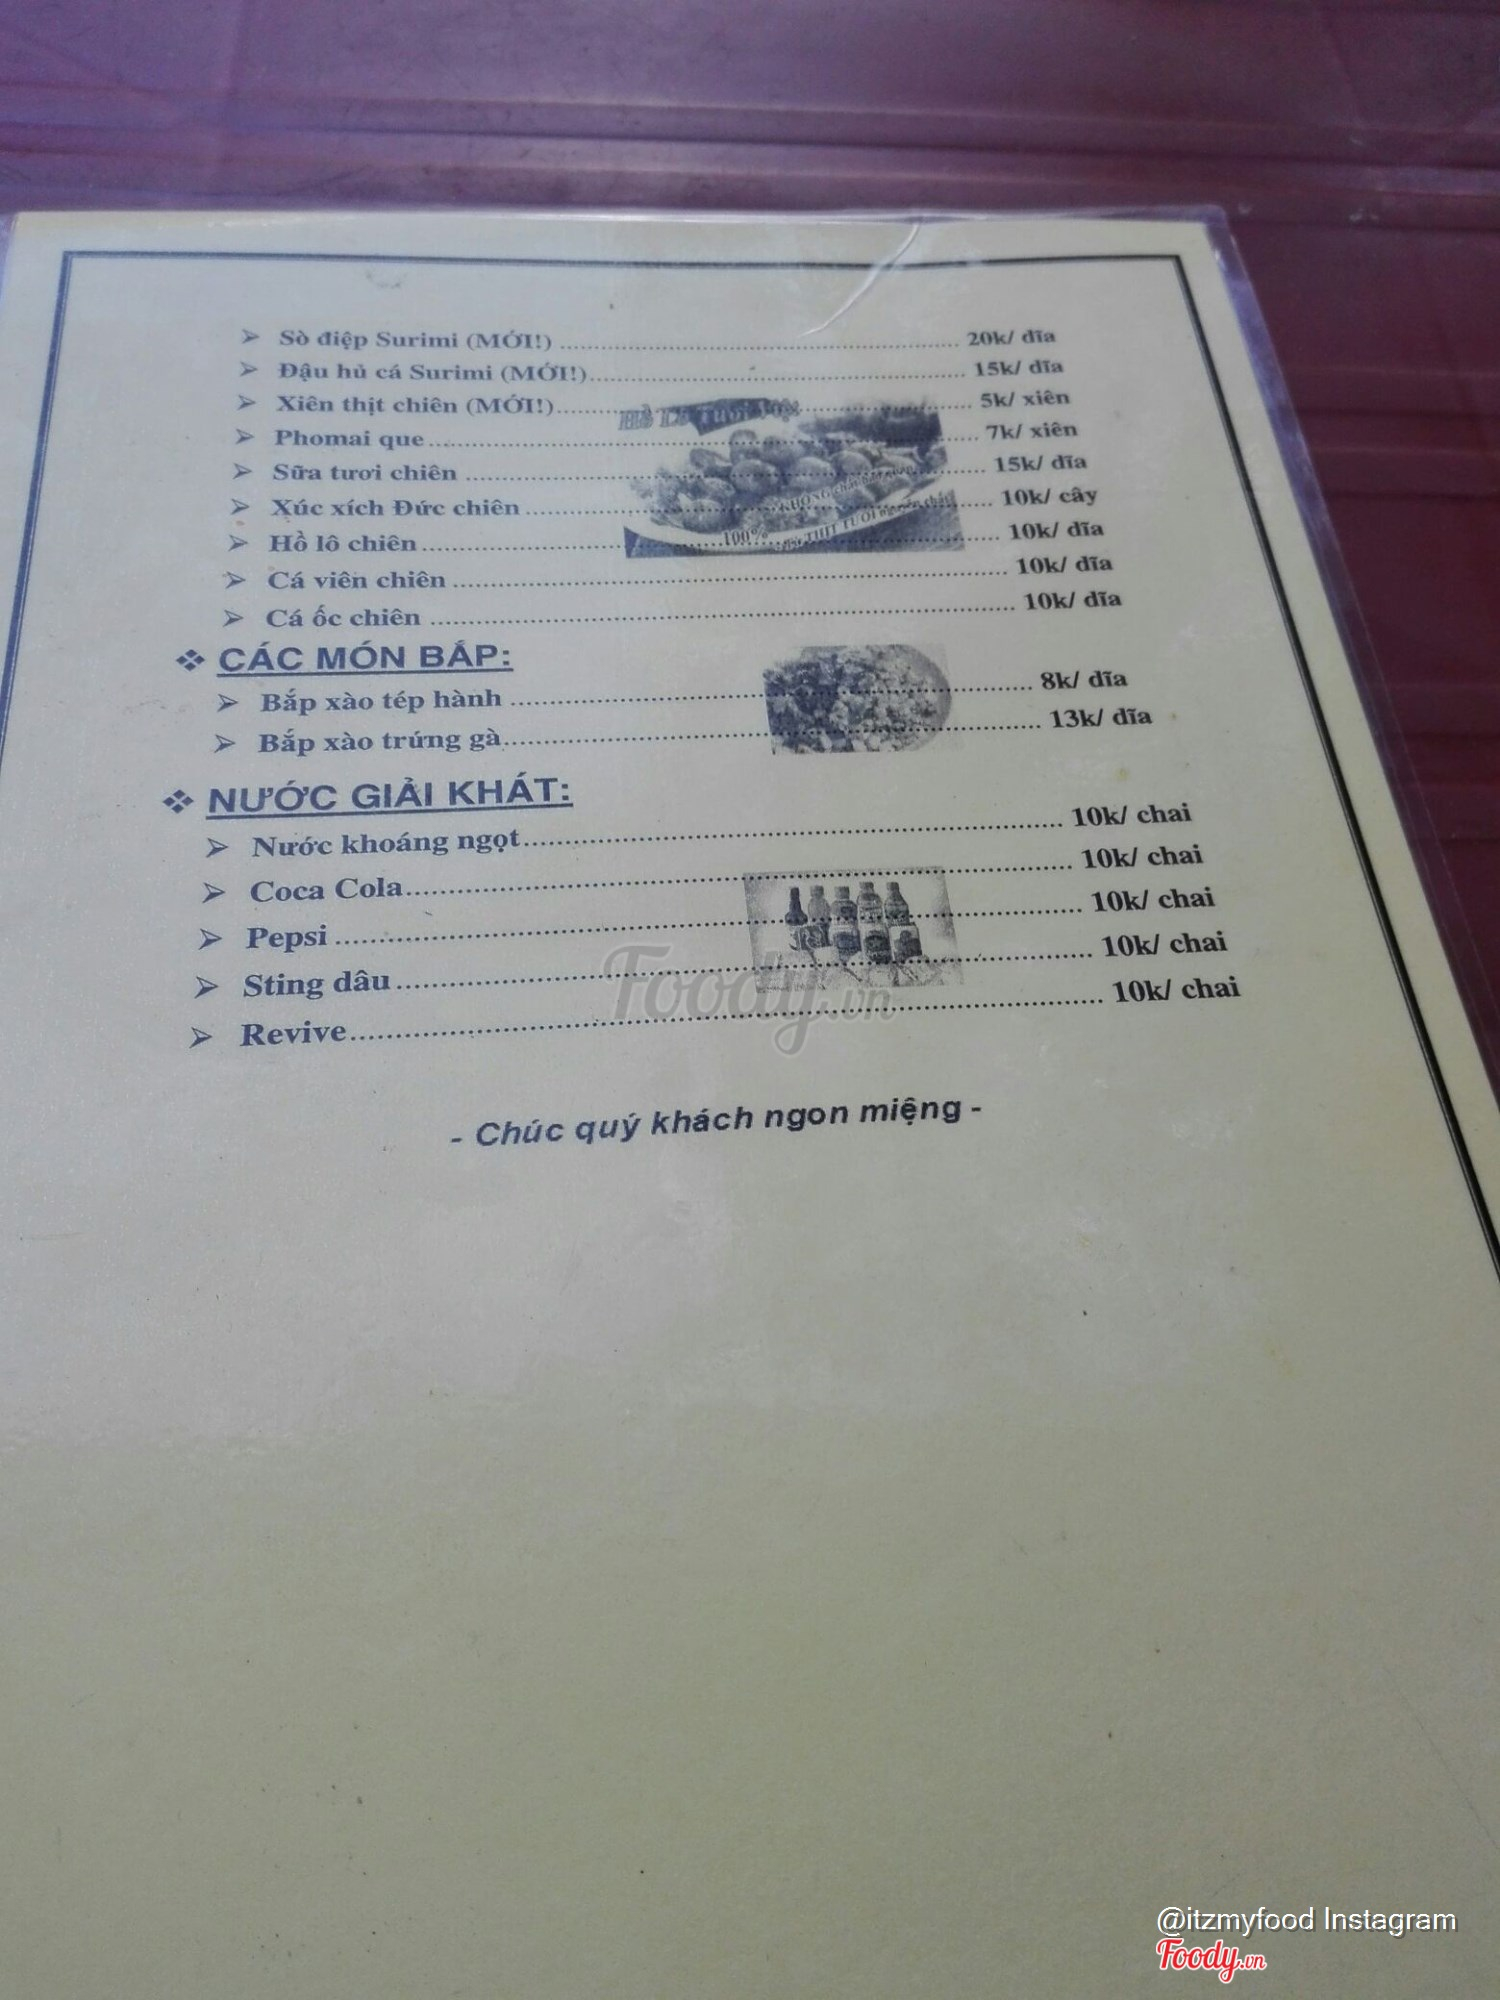 ➢ Sò điệp Surimi (MỚI!) ........ 20k/ dĩa
➢ Đậu hủ cá Surimi (MỚI!) ........ 15k/ dĩa
➢ Xiên thịt chiên (MỚI!) ........ 5k/ xiên
➢ Phomai que ........ 7k/ xiên
➢ Sữa tươi chiên ........ 15k/ dĩa
➢ Xúc xích Đức chiên ........ 10k/ cây
➢ Hồ lô chiên ........ 10k/ dĩa
100%
THỊT TƯƠI
KHÔNG
➢ Cá viên chiên ........ 10k/ dĩa
➢ Cá ốc chiên ........ 10k/ dĩa
❖ CÁC MÓN BẮP:
➢ Bắp xào tép hành ........ 8k/ dĩa
➢ Bắp xào trứng gà ........ 13k/ dĩa
❖ NƯỚC GIẢI KHÁT:
➢ Nước khoáng ngọt ........ 10k/ chai
➢ Coca Cola ........ 10k/ chai
➢ Pepsi ........ 10k/ chai
➢ Sting dâu ........ 10k/ chai
➢ Revive ........ 10k/ chai
Foody.vn
- Chúc quý khách ngon miệng -
@itzmyfood Instagram
Foody.vn